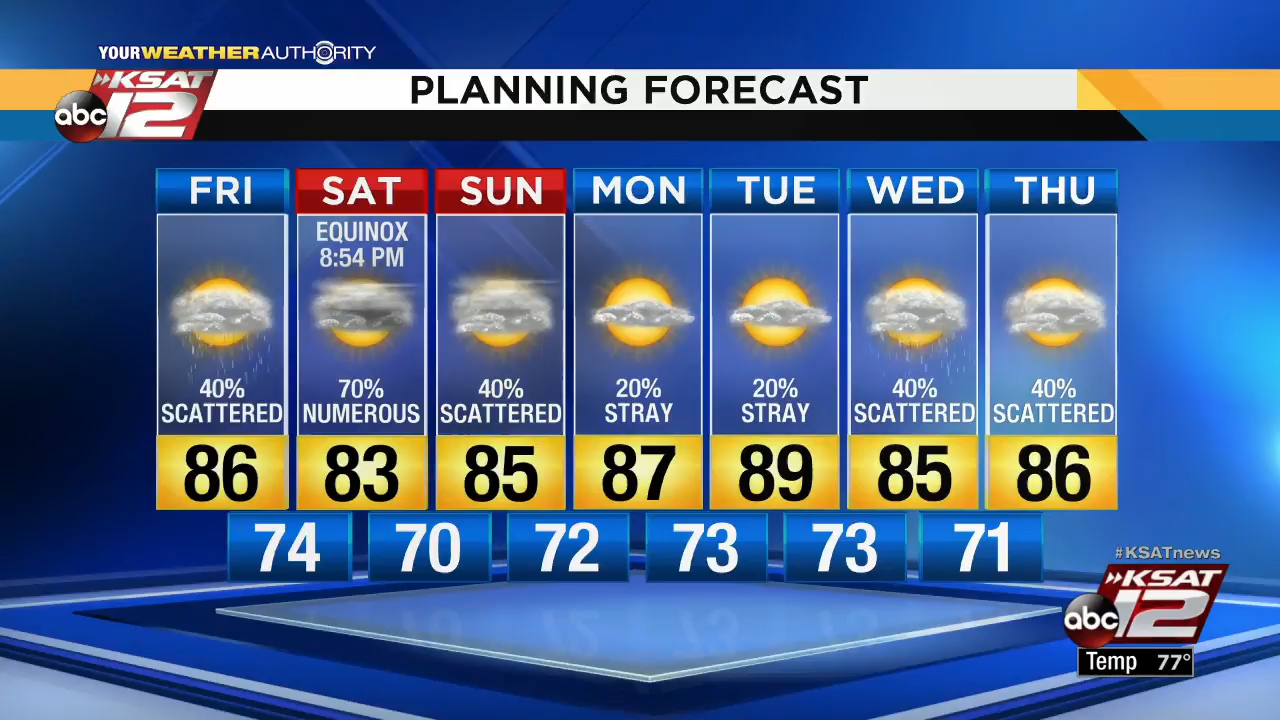 YOURWEATHERAUTHORITY
KSAT
abc 12
PLANNING FORECAST
FRI SAT SUN MON TUE WED THU
EQUINOX
8:54 PM
40% 70% 40% 20% 20% 40% 40%
SCATTERED NUMEROUS SCATTERED STRAY STRAY SCATTERED SCATTERED
86 83 85 87 89 85 86
74 70 72 73 73 71
#KSATnews
KSAT
abc 12
Temp 77°